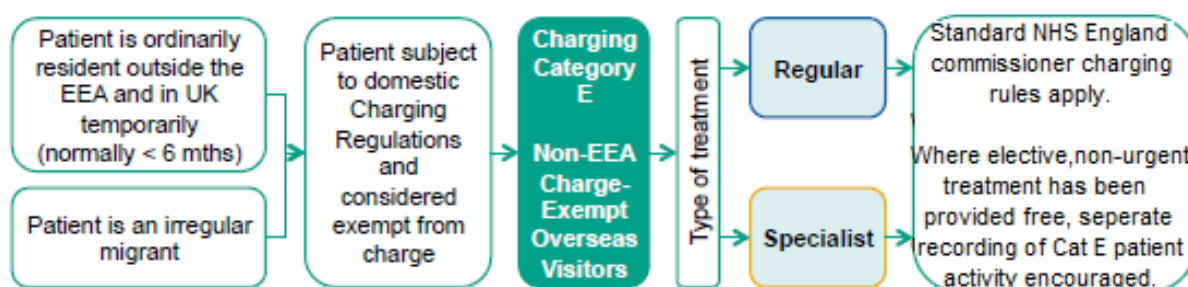 Patient is ordinarily
resident outside the
EEA and in UK
temporarily
(normally < 6 mths)
Patient is an irregular
migrant
Patient subject
to domestic
Charging
Regulations
and
considered
exempt from
charge
Charging
Category
E
Non-EEA
Charge-
Exempt
Overseas
Visitors
Type of treatment
Regular
Specialist
Standard NHS England
commissioner charging
rules apply.
Where elective,non-urgent
treatment has been
provided free, seperate
recording of Cat E patient
activity encouraged.